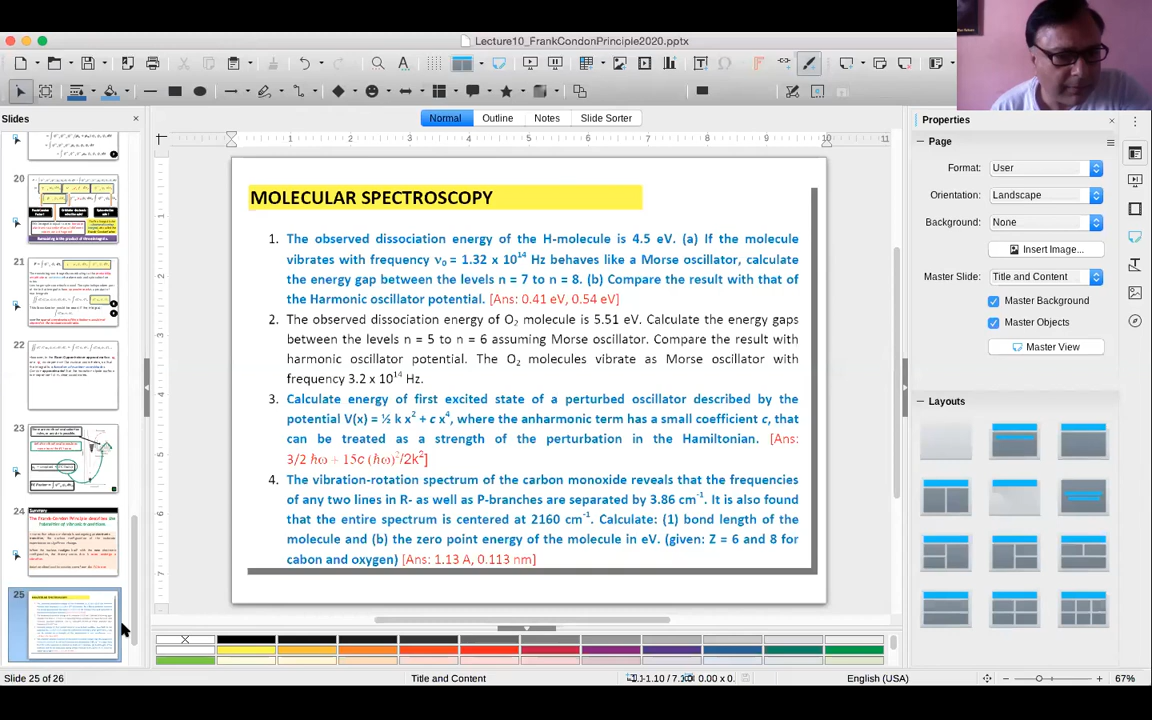 Lecture10_FrankCondonPrinciple2020.pptx
Slides
Normal
Outline
Notes
Slide Sorter
Properties
Page
Format:
User
Orientation:
Landscape
Background:
None
Insert Image...
Master Slide:
Title and Content
Master Background
Master Objects
Master View
Layouts
20
21
22
23
24
Summary
25
MOLECULAR SPECTROSCOPY
1. The observed dissociation energy of the H-molecule is 4.5 eV. (a) If the molecule
vibrates with frequency ν₀ = 1.32 x 10¹⁴ Hz behaves like a Morse oscillator, calculate
the energy gap between the levels n = 7 to n = 8. (b) Compare the result with that of
the Harmonic oscillator potential. [Ans: 0.41 eV, 0.54 eV]
2. The observed dissociation energy of O₂ molecule is 5.51 eV. Calculate the energy gaps
between the levels n = 5 to n = 6 assuming Morse oscillator. Compare the result with
harmonic oscillator potential. The O₂ molecules vibrate as Morse oscillator with
frequency 3.2 x 10¹⁴ Hz.
3. Calculate energy of first excited state of a perturbed oscillator described by the
potential V(x) = ½ k x² + c x⁴, where the anharmonic term has a small coefficient c, that
can be treated as a strength of the perturbation in the Hamiltonian. [Ans:
3/2 ħω + 15c (ħω)²/2k²]
4. The vibration-rotation spectrum of the carbon monoxide reveals that the frequencies
of any two lines in R- as well as P-branches are separated by 3.86 cm⁻¹. It is also found
that the entire spectrum is centered at 2160 cm⁻¹. Calculate: (1) bond length of the
molecule and (b) the zero point energy of the molecule in eV. (given: Z = 6 and 8 for
cabon and oxygen) [Ans: 1.13 A, 0.113 nm]
Slide 25 of 26
Title and Content
0.00 x 0.
English (USA)
67%